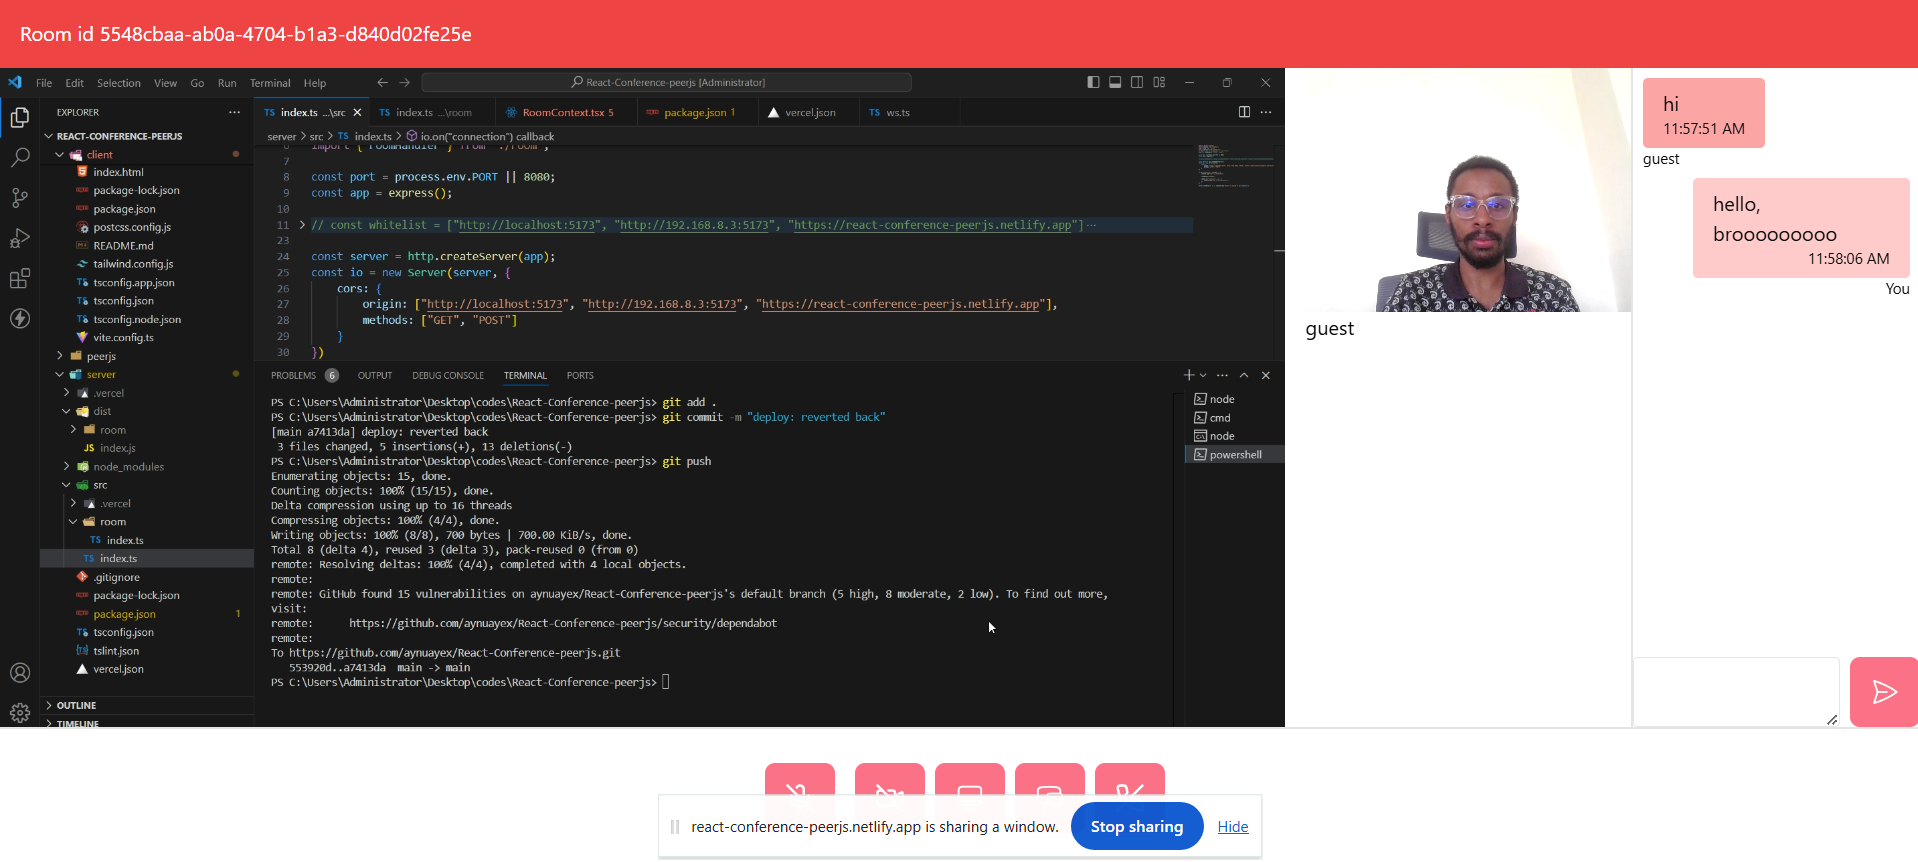 Room id 5548cbaa-ab0a-4704-b1a3-d840d02fe25e
File Edit Selection View Go Run Terminal Help
React-Conference-peerjs [Administrator]
EXPLORER
REACT-CONFERENCE-PEERJS
client
index.html
package-lock.json
package.json
postcss.config.js
README.md
tailwind.config.js
tsconfig.app.json
tsconfig.json
tsconfig.node.json
vite.config.ts
peerjs
server
.vercel
dist
room
index.js
node_modules
src
.vercel
room
index.ts
index.ts
.gitignore
package-lock.json
package.json 1
tsconfig.json
tslint.json
vercel.json
OUTLINE
TIMELINE
index.ts ...\src
index.ts ...\room
RoomContext.tsx 5
package.json 1
vercel.json
ws.ts
server > src > TS index.ts > io.on("connection") callback
import { roomHandler } from "./room";
7
8 const port = process.env.PORT || 8080;
9 const app = express();
10
11 // const whitelist = ["http://localhost:5173", "http://192.168.8.3:5173", "https://react-conference-peerjs.netlify.app"]···
23
24 const server = http.createServer(app);
25 const io = new Server(server, {
26 cors: {
27 origin: ["http://localhost:5173", "http://192.168.8.3:5173", "https://react-conference-peerjs.netlify.app"],
28 methods: ["GET", "POST"]
29 }
30 })
PROBLEMS 6 OUTPUT DEBUG CONSOLE TERMINAL PORTS
PS C:\Users\Administrator\Desktop\codes\React-Conference-peerjs> git add .
PS C:\Users\Administrator\Desktop\codes\React-Conference-peerjs> git commit -m "deploy: reverted back"
[main a7413da] deploy: reverted back
3 files changed, 5 insertions(+), 13 deletions(-)
PS C:\Users\Administrator\Desktop\codes\React-Conference-peerjs> git push
Enumerating objects: 15, done.
Counting objects: 100% (15/15), done.
Delta compression using up to 16 threads
Compressing objects: 100% (4/4), done.
Writing objects: 100% (8/8), 700 bytes | 700.00 KiB/s, done.
Total 8 (delta 4), reused 3 (delta 3), pack-reused 0 (from 0)
remote: Resolving deltas: 100% (4/4), completed with 4 local objects.
remote:
remote: GitHub found 15 vulnerabilities on aynuayex/React-Conference-peerjs's default branch (5 high, 8 moderate, 2 low). To find out more,
visit:
remote: https://github.com/aynuayex/React-Conference-peerjs/security/dependabot
remote:
To https://github.com/aynuayex/React-Conference-peerjs.git
553920d..a7413da main -> main
PS C:\Users\Administrator\Desktop\codes\React-Conference-peerjs>
node
cmd
node
powershell
guest
hi
11:57:51 AM
guest
hello,
brooooooooo
11:58:06 AM
You
react-conference-peerjs.netlify.app is sharing a window.
Stop sharing
Hide